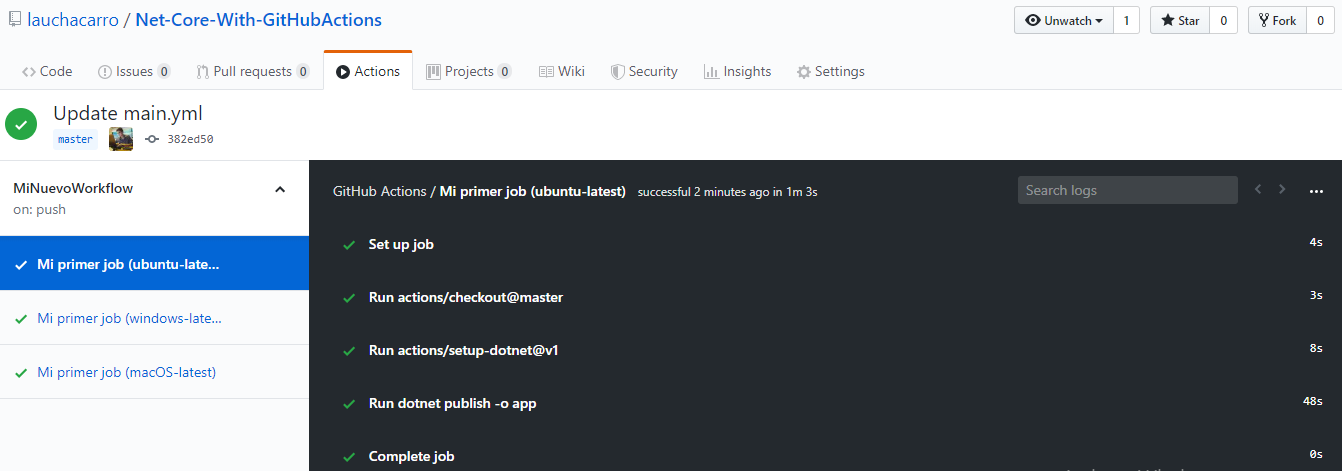 lauchacarro / Net-Core-With-GitHubActions
Unwatch 1 Star 0 Fork 0
Code Issues 0 Pull requests 0 Actions Projects 0 Wiki Security Insights Settings
Update main.yml
master 382ed50
MiNuevoWorkflow
on: push
Mi primer job (ubuntu-late...
Mi primer job (windows-late...
Mi primer job (macOS-latest)
GitHub Actions / Mi primer job (ubuntu-latest) successful 2 minutes ago in 1m 3s
Search logs
Set up job 4s
Run actions/checkout@master 3s
Run actions/setup-dotnet@v1 8s
Run dotnet publish -o app 48s
Complete job 0s